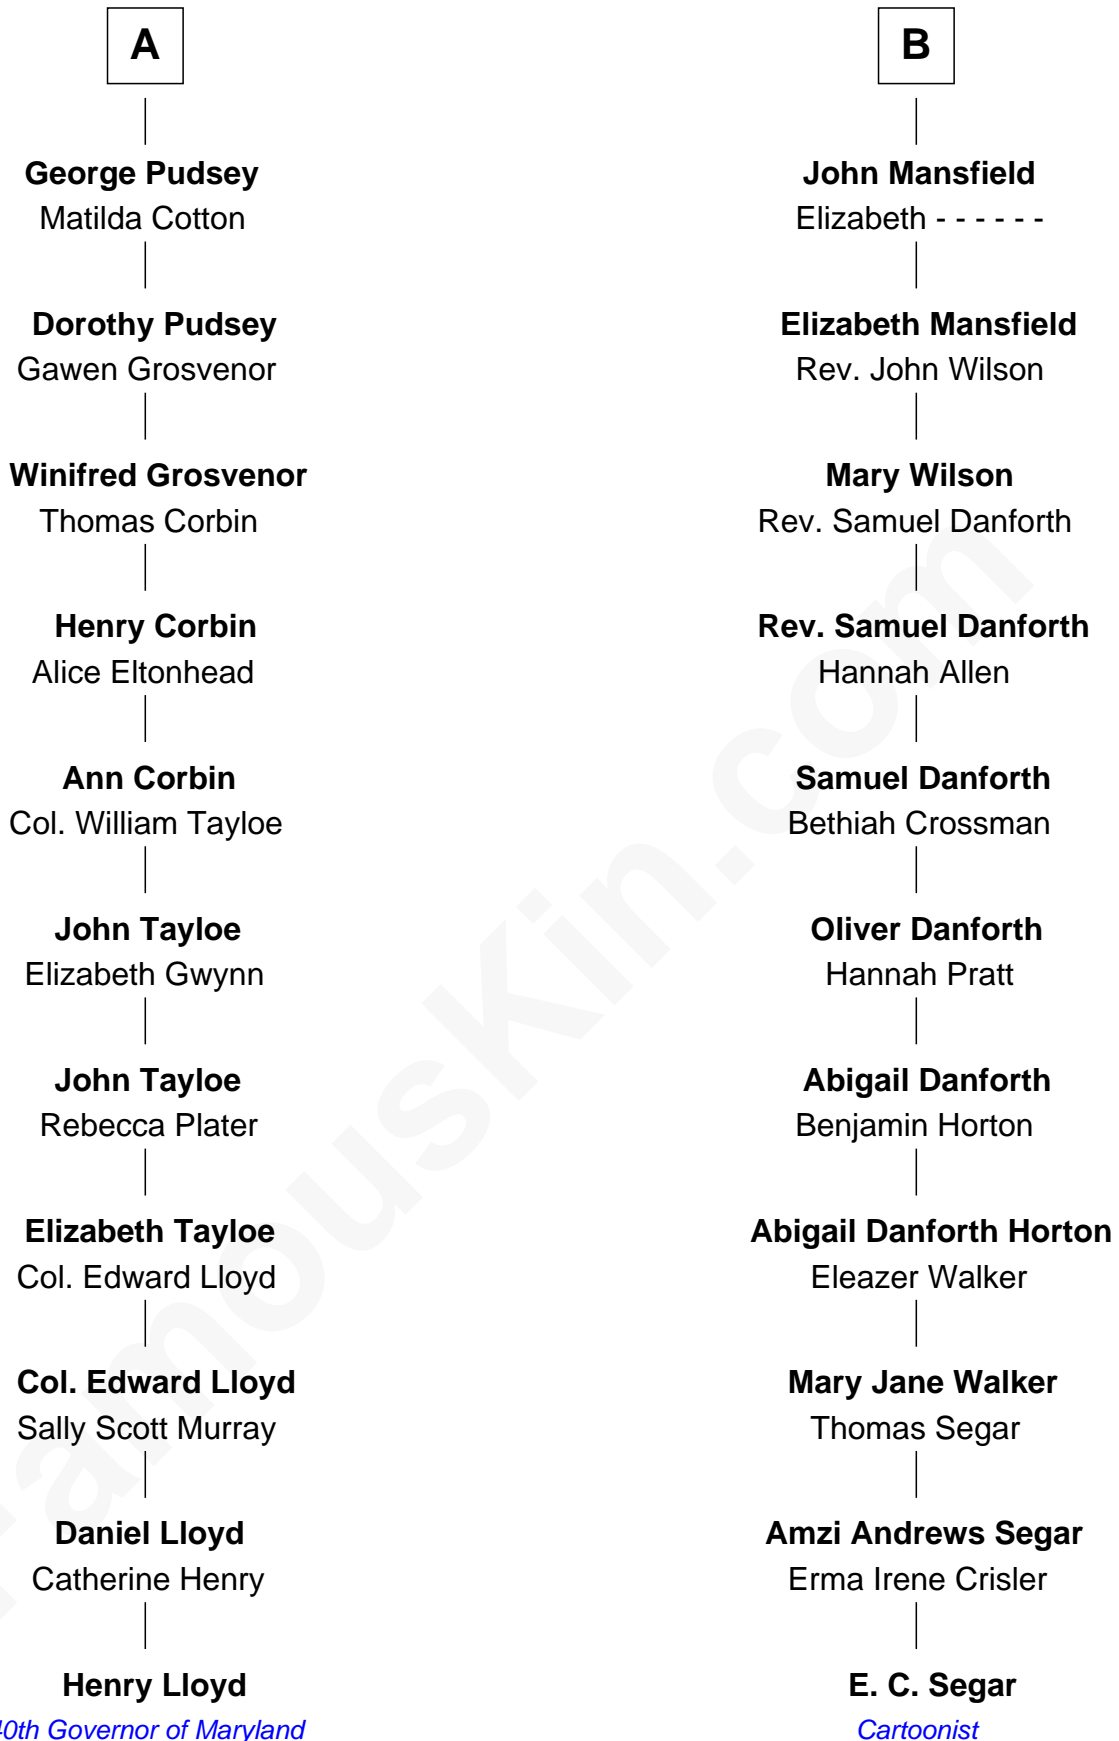 A
George Pudsey
Matilda Cotton
Dorothy Pudsey
Gawen Grosvenor
Winifred Grosvenor
Thomas Corbin
Henry Corbin
Alice Eltonhead
Ann Corbin
Col. William Tayloe
John Tayloe
Elizabeth Gwynn
John Tayloe
Rebecca Plater
Elizabeth Tayloe
Col. Edward Lloyd
Col. Edward Lloyd
Sally Scott Murray
Daniel Lloyd
Catherine Henry
Henry Lloyd
40th Governor of Maryland
B
John Mansfield
Elizabeth - - - - - -
Elizabeth Mansfield
Rev. John Wilson
Mary Wilson
Rev. Samuel Danforth
Rev. Samuel Danforth
Hannah Allen
Samuel Danforth
Bethiah Crossman
Oliver Danforth
Hannah Pratt
Abigail Danforth
Benjamin Horton
Abigail Danforth Horton
Eleazer Walker
Mary Jane Walker
Thomas Segar
Amzi Andrews Segar
Erma Irene Crisler
E. C. Segar
Cartoonist
FamousKin.com